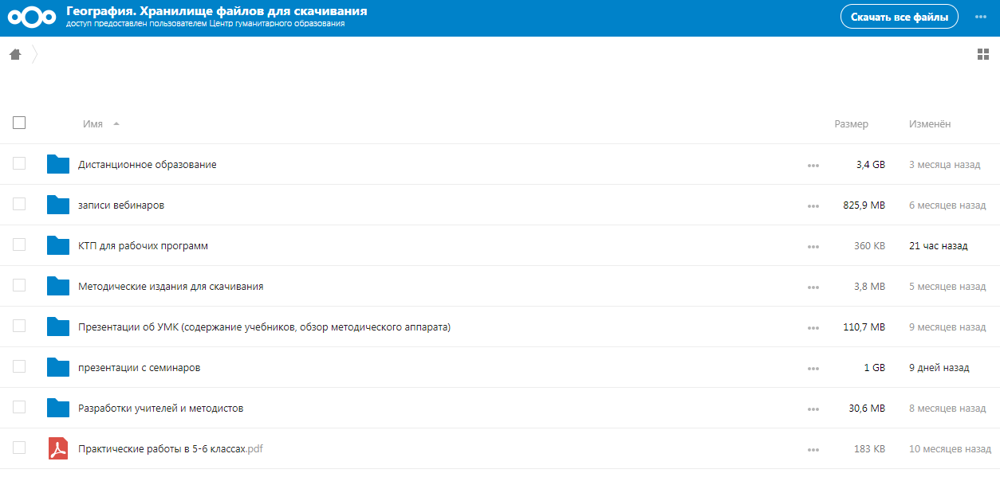 География. Хранилище файлов для скачивания
доступ предоставлен пользователем Центр гуманитарного образования
Скачать все файлы
Имя Размер Изменён
Дистанционное образование 3,4 GB 3 месяца назад
записи вебинаров 825,9 MB 6 месяцев назад
КТП для рабочих программ 360 KB 21 час назад
Методические издания для скачивания 3,8 MB 5 месяцев назад
Презентации об УМК (содержание учебников, обзор методического аппарата) 110,7 MB 9 месяцев назад
презентации с семинаров 1 GB 9 дней назад
Разработки учителей и методистов 30,6 MB 8 месяцев назад
Практические работы в 5-6 классах.pdf 183 KB 10 месяцев назад